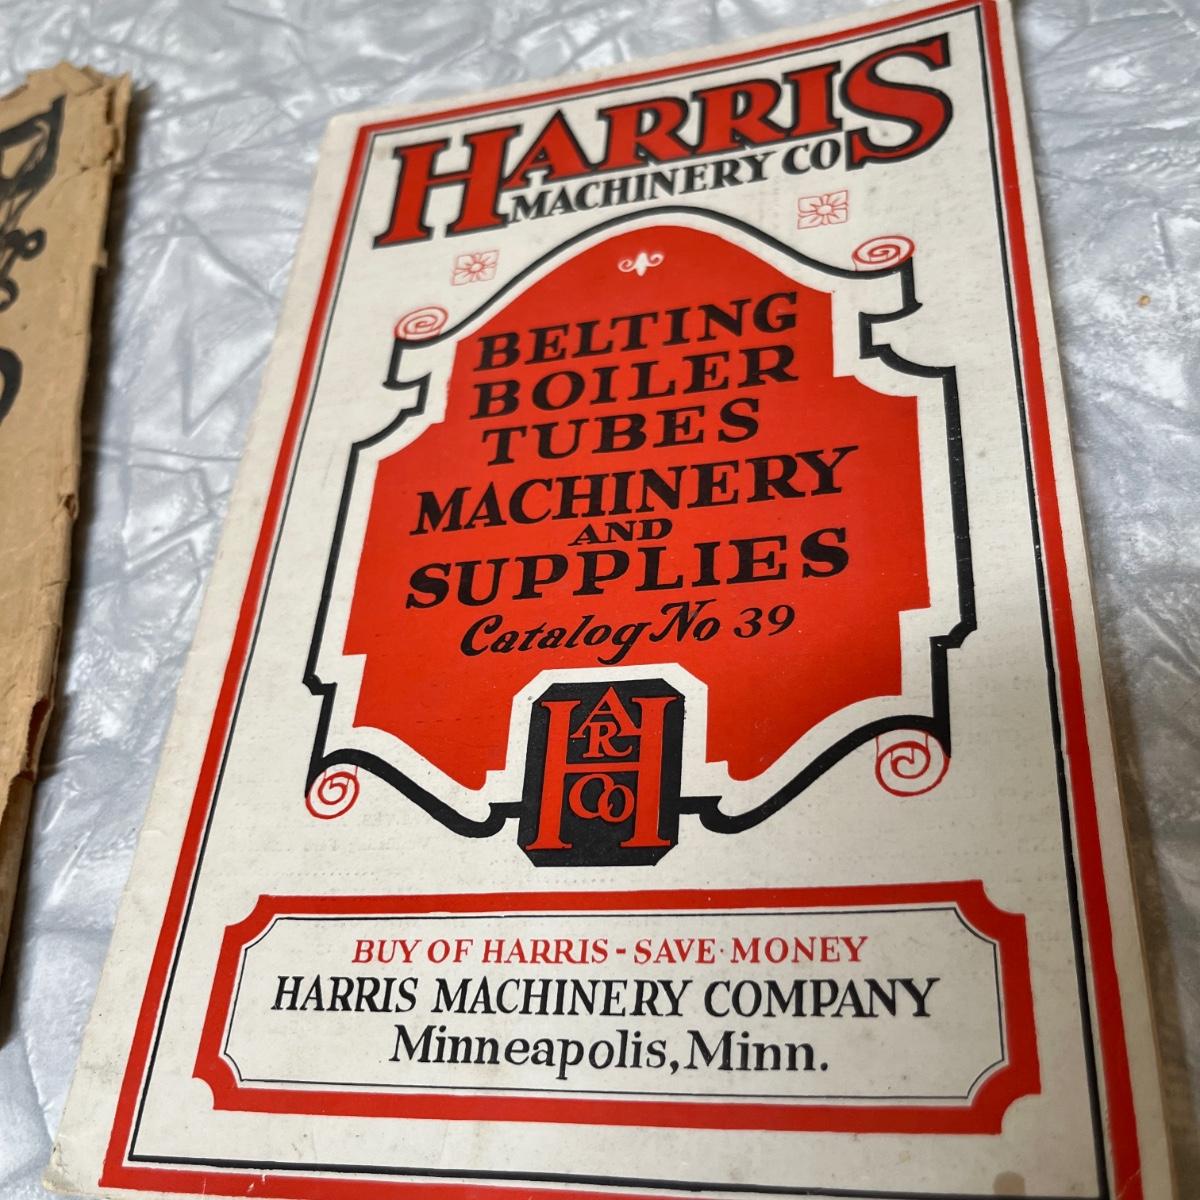 HARRIS
MACHINERY CO
BELTING
BOILER
TUBES
MACHINERY
AND
SUPPLIES
Catalog No 39
HARCO
BUY OF HARRIS - SAVE · MONEY
HARRIS MACHINERY COMPANY
Minneapolis, Minn.